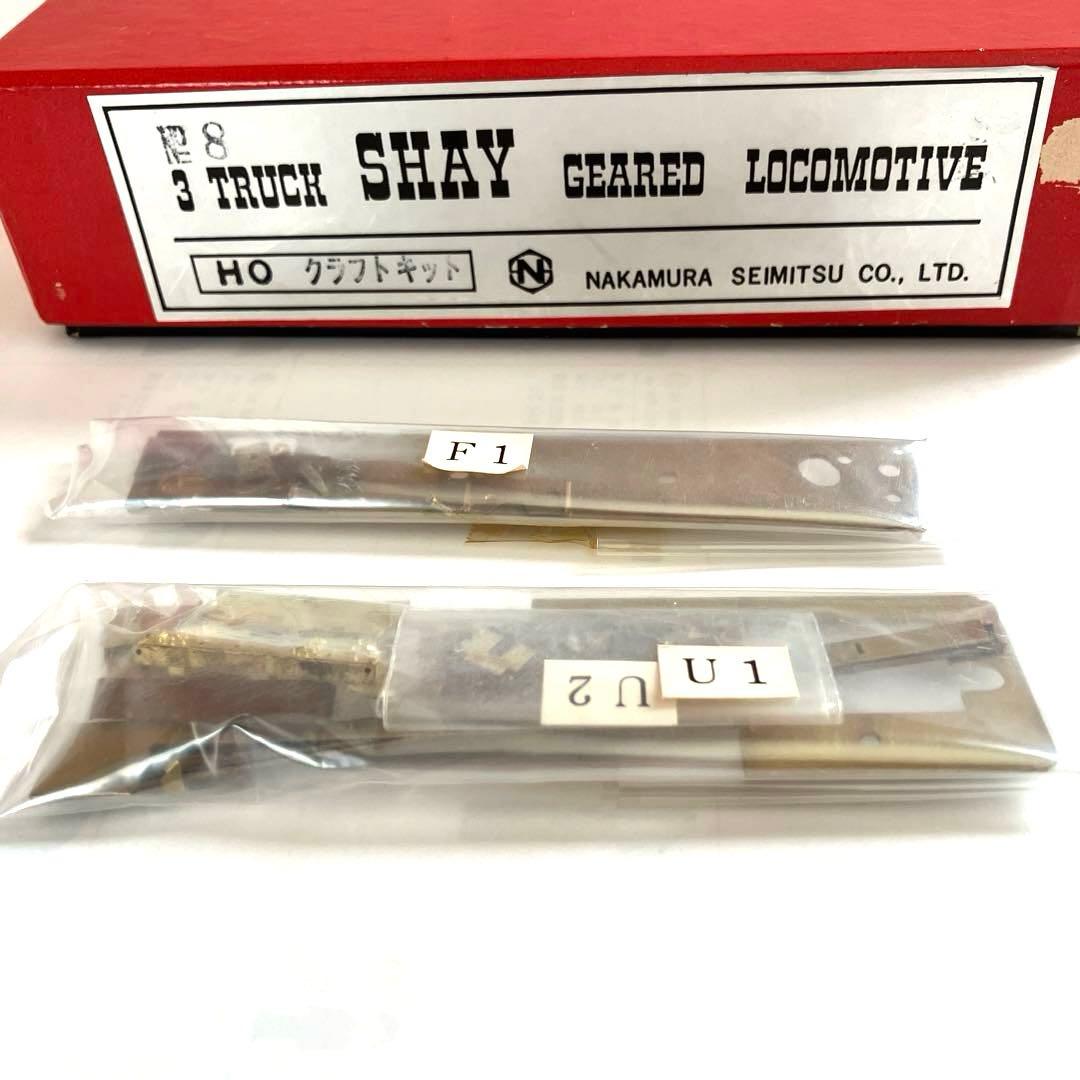 № 8
3 TRUCK SHAY GEARED LOCOMOTIVE
HO クラフトキット N NAKAMURA SEIMITSU CO., LTD.
F 1
U 2
U 1